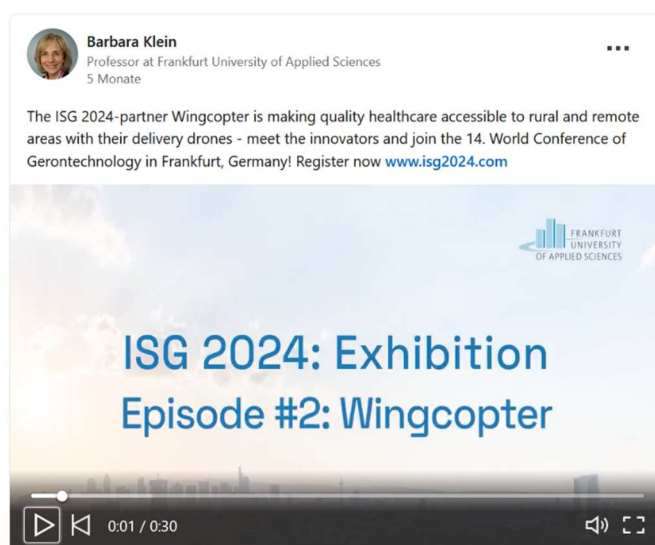 Barbara Klein
Professor at Frankfurt University of Applied Sciences
5 Monate
The ISG 2024-partner Wingcopter is making quality healthcare accessible to rural and remote
areas with their delivery drones - meet the innovators and join the 14. World Conference of
Gerontechnology in Frankfurt, Germany! Register now www.isg2024.com
FRANKFURT
UNIVERSITY
OF APPLIED SCIENCES
ISG 2024: Exhibition
Episode #2: Wingcopter
0:01 / 0:30